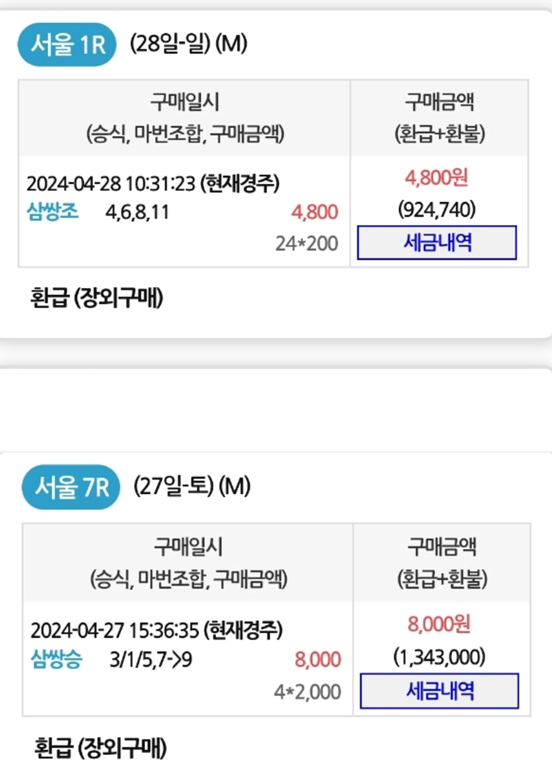 서울 1R (28일-일) (M)
구매일시 구매금액
(승식, 마번조합, 구매금액) (환급+환불)
2024-04-28 10:31:23 (현재경주) 4,800원
삼쌍조 4,6,8,11 4,800 (924,740)
24*200 세금내역
환급 (장외구매)
서울 7R (27일-토) (M)
구매일시 구매금액
(승식, 마번조합, 구매금액) (환급+환불)
2024-04-27 15:36:35 (현재경주) 8,000원
삼쌍승 3/1/5,7->9 8,000 (1,343,000)
4*2,000 세금내역
환급 (장외구매)